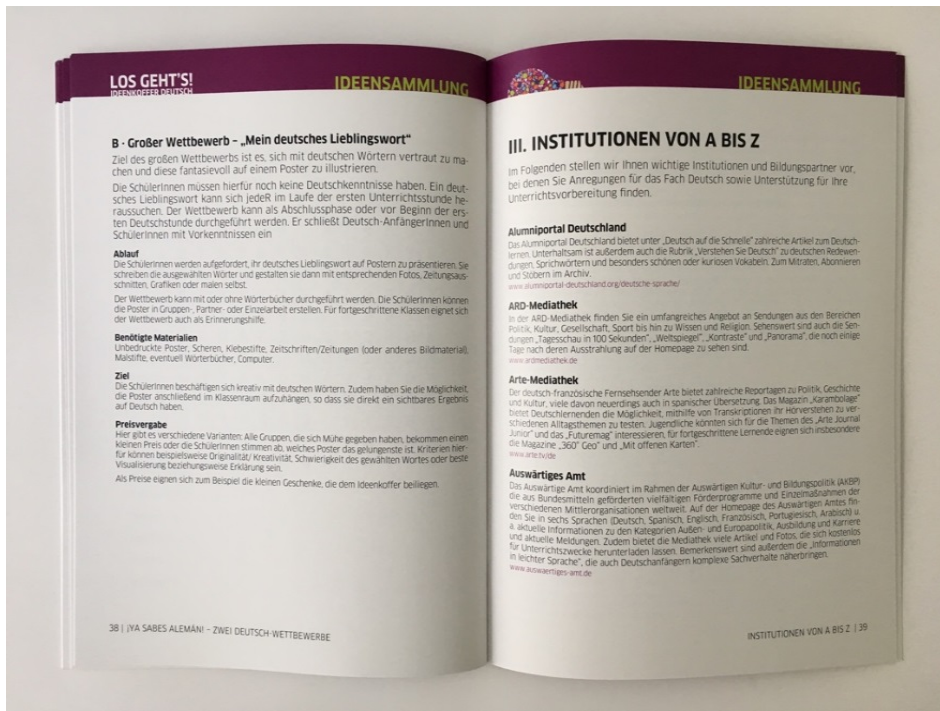 LOS GEHT'S!
IDEENKOFFER DEUTSCH
IDEENSAMMLUNG
B · Großer Wettbewerb – „Mein deutsches Lieblingswort“
Ziel des großen Wettbewerbs ist es, sich mit deutschen Wörtern vertraut zu ma-
chen und diese fantasievoll auf einem Poster zu illustrieren.
Die SchülerInnen müssen hierfür noch keine Deutschkenntnisse haben. Ein deut-
sches Lieblingswort kann sich jedeR im Laufe der ersten Unterrichtsstunde he-
raussuchen. Der Wettbewerb kann als Abschlussphase oder vor Beginn der ers-
ten Deutschstunde durchgeführt werden. Er schließt Deutsch-AnfängerInnen und
SchülerInnen mit Vorkenntnissen ein
Ablauf
Die SchülerInnen werden aufgefordert, ihr deutsches Lieblingswort auf Postern zu präsentieren. Sie
schreiben die ausgewählten Wörter und gestalten sie dann mit entsprechenden Fotos, Zeitungsaus-
schnitten, Grafiken oder malen selbst.
Der Wettbewerb kann mit oder ohne Wörterbücher durchgeführt werden. Die SchülerInnen können
die Poster in Gruppen-, Partner- oder Einzelarbeit erstellen. Für fortgeschrittene Klassen eignet sich
der Wettbewerb auch als Erinnerungshilfe.
Benötigte Materialien
Unbedruckte Poster, Scheren, Klebestifte, Zeitschriften/Zeitungen (oder anderes Bildmaterial),
Malstifte, eventuell Wörterbücher, Computer.
Ziel
Die SchülerInnen beschäftigen sich kreativ mit deutschen Wörtern. Zudem haben Sie die Möglichkeit,
die Poster anschließend im Klassenraum aufzuhängen, so dass sie direkt ein sichtbares Ergebnis
auf Deutsch haben.
Preisvergabe
Hier gibt es verschiedene Varianten: Alle Gruppen, die sich Mühe gegeben haben, bekommen einen
kleinen Preis oder die SchülerInnen stimmen ab, welches Poster das gelungenste ist. Kriterien hier-
für können beispielsweise Originalität/ Kreativität, Schwierigkeit des gewählten Wortes oder beste
Visualisierung beziehungsweise Erklärung sein.
Als Preise eignen sich zum Beispiel die kleinen Geschenke, die dem Ideenkoffer beiliegen.
38 | ¡YA SABES ALEMÁN! – ZWEI DEUTSCH-WETTBEWERBE
IDEENSAMMLUNG
III. INSTITUTIONEN VON A BIS Z
Im Folgenden stellen wir Ihnen wichtige Institutionen und Bildungspartner vor,
bei denen Sie Anregungen für das Fach Deutsch sowie Unterstützung für Ihre
Unterrichtsvorbereitung finden.
Alumniportal Deutschland
Das Alumniportal Deutschland bietet unter „Deutsch auf die Schnelle“ zahlreiche Artikel zum Deutsch-
lernen. Unterhaltsam ist außerdem auch die Rubrik „Verstehen Sie Deutsch“ zu deutschen Redewen-
dungen, Sprichwörtern und besonders schönen oder kuriosen Vokabeln. Zum Mitraten, Abonnieren
und Stöbern im Archiv.
www.alumniportal-deutschland.org/deutsche-sprache/
ARD-Mediathek
In der ARD-Mediathek finden Sie ein umfangreiches Angebot an Sendungen aus den Bereichen
Politik, Kultur, Gesellschaft, Sport bis hin zu Wissen und Religion. Sehenswert sind auch die Sen-
dungen „Tagesschau in 100 Sekunden“, „Weltspiegel“, „Kontraste“ und „Panorama“, die noch einige
Tage nach deren Ausstrahlung auf der Homepage zu sehen sind.
www.ardmediathek.de
Arte-Mediathek
Der deutsch-französische Fernsehsender Arte bietet zahlreiche Reportagen zu Politik, Geschichte
und Kultur, viele davon neuerdings auch in spanischer Übersetzung. Das Magazin „Karambolage“
bietet Deutschlernenden die Möglichkeit, mithilfe von Transkriptionen ihr Hörverstehen zu ver-
schiedenen Alltagsthemen zu testen. Jugendliche könnten sich für die Themen des „Arte Journal
Junior“ und das „Futuremag“ interessieren, für fortgeschrittene Lernende eignen sich insbesondere
die Magazine „360° Geo“ und „Mit offenen Karten“.
www.arte.tv/de
Auswärtiges Amt
Das Auswärtige Amt koordiniert im Rahmen der Auswärtigen Kultur- und Bildungspolitik (AKBP)
die aus Bundesmitteln geförderten vielfältigen Förderprogramme und Einzelmaßnahmen der
verschiedenen Mittlerorganisationen weltweit. Auf der Homepage des Auswärtigen Amtes fin-
den Sie in sechs Sprachen (Deutsch, Spanisch, Englisch, Französisch, Portugiesisch, Arabisch) u.
a. aktuelle Informationen zu den Kategorien Außen- und Europapolitik, Ausbildung und Karriere
und aktuelle Meldungen. Zudem bietet die Mediathek viele Artikel und Fotos, die sich kostenlos
für Unterrichtszwecke herunterladen lassen. Bemerkenswert sind außerdem die „Informationen
in leichter Sprache“, die auch Deutschanfängern komplexe Sachverhalte näherbringen.
www.auswaertiges-amt.de
INSTITUTIONEN VON A BIS Z | 39